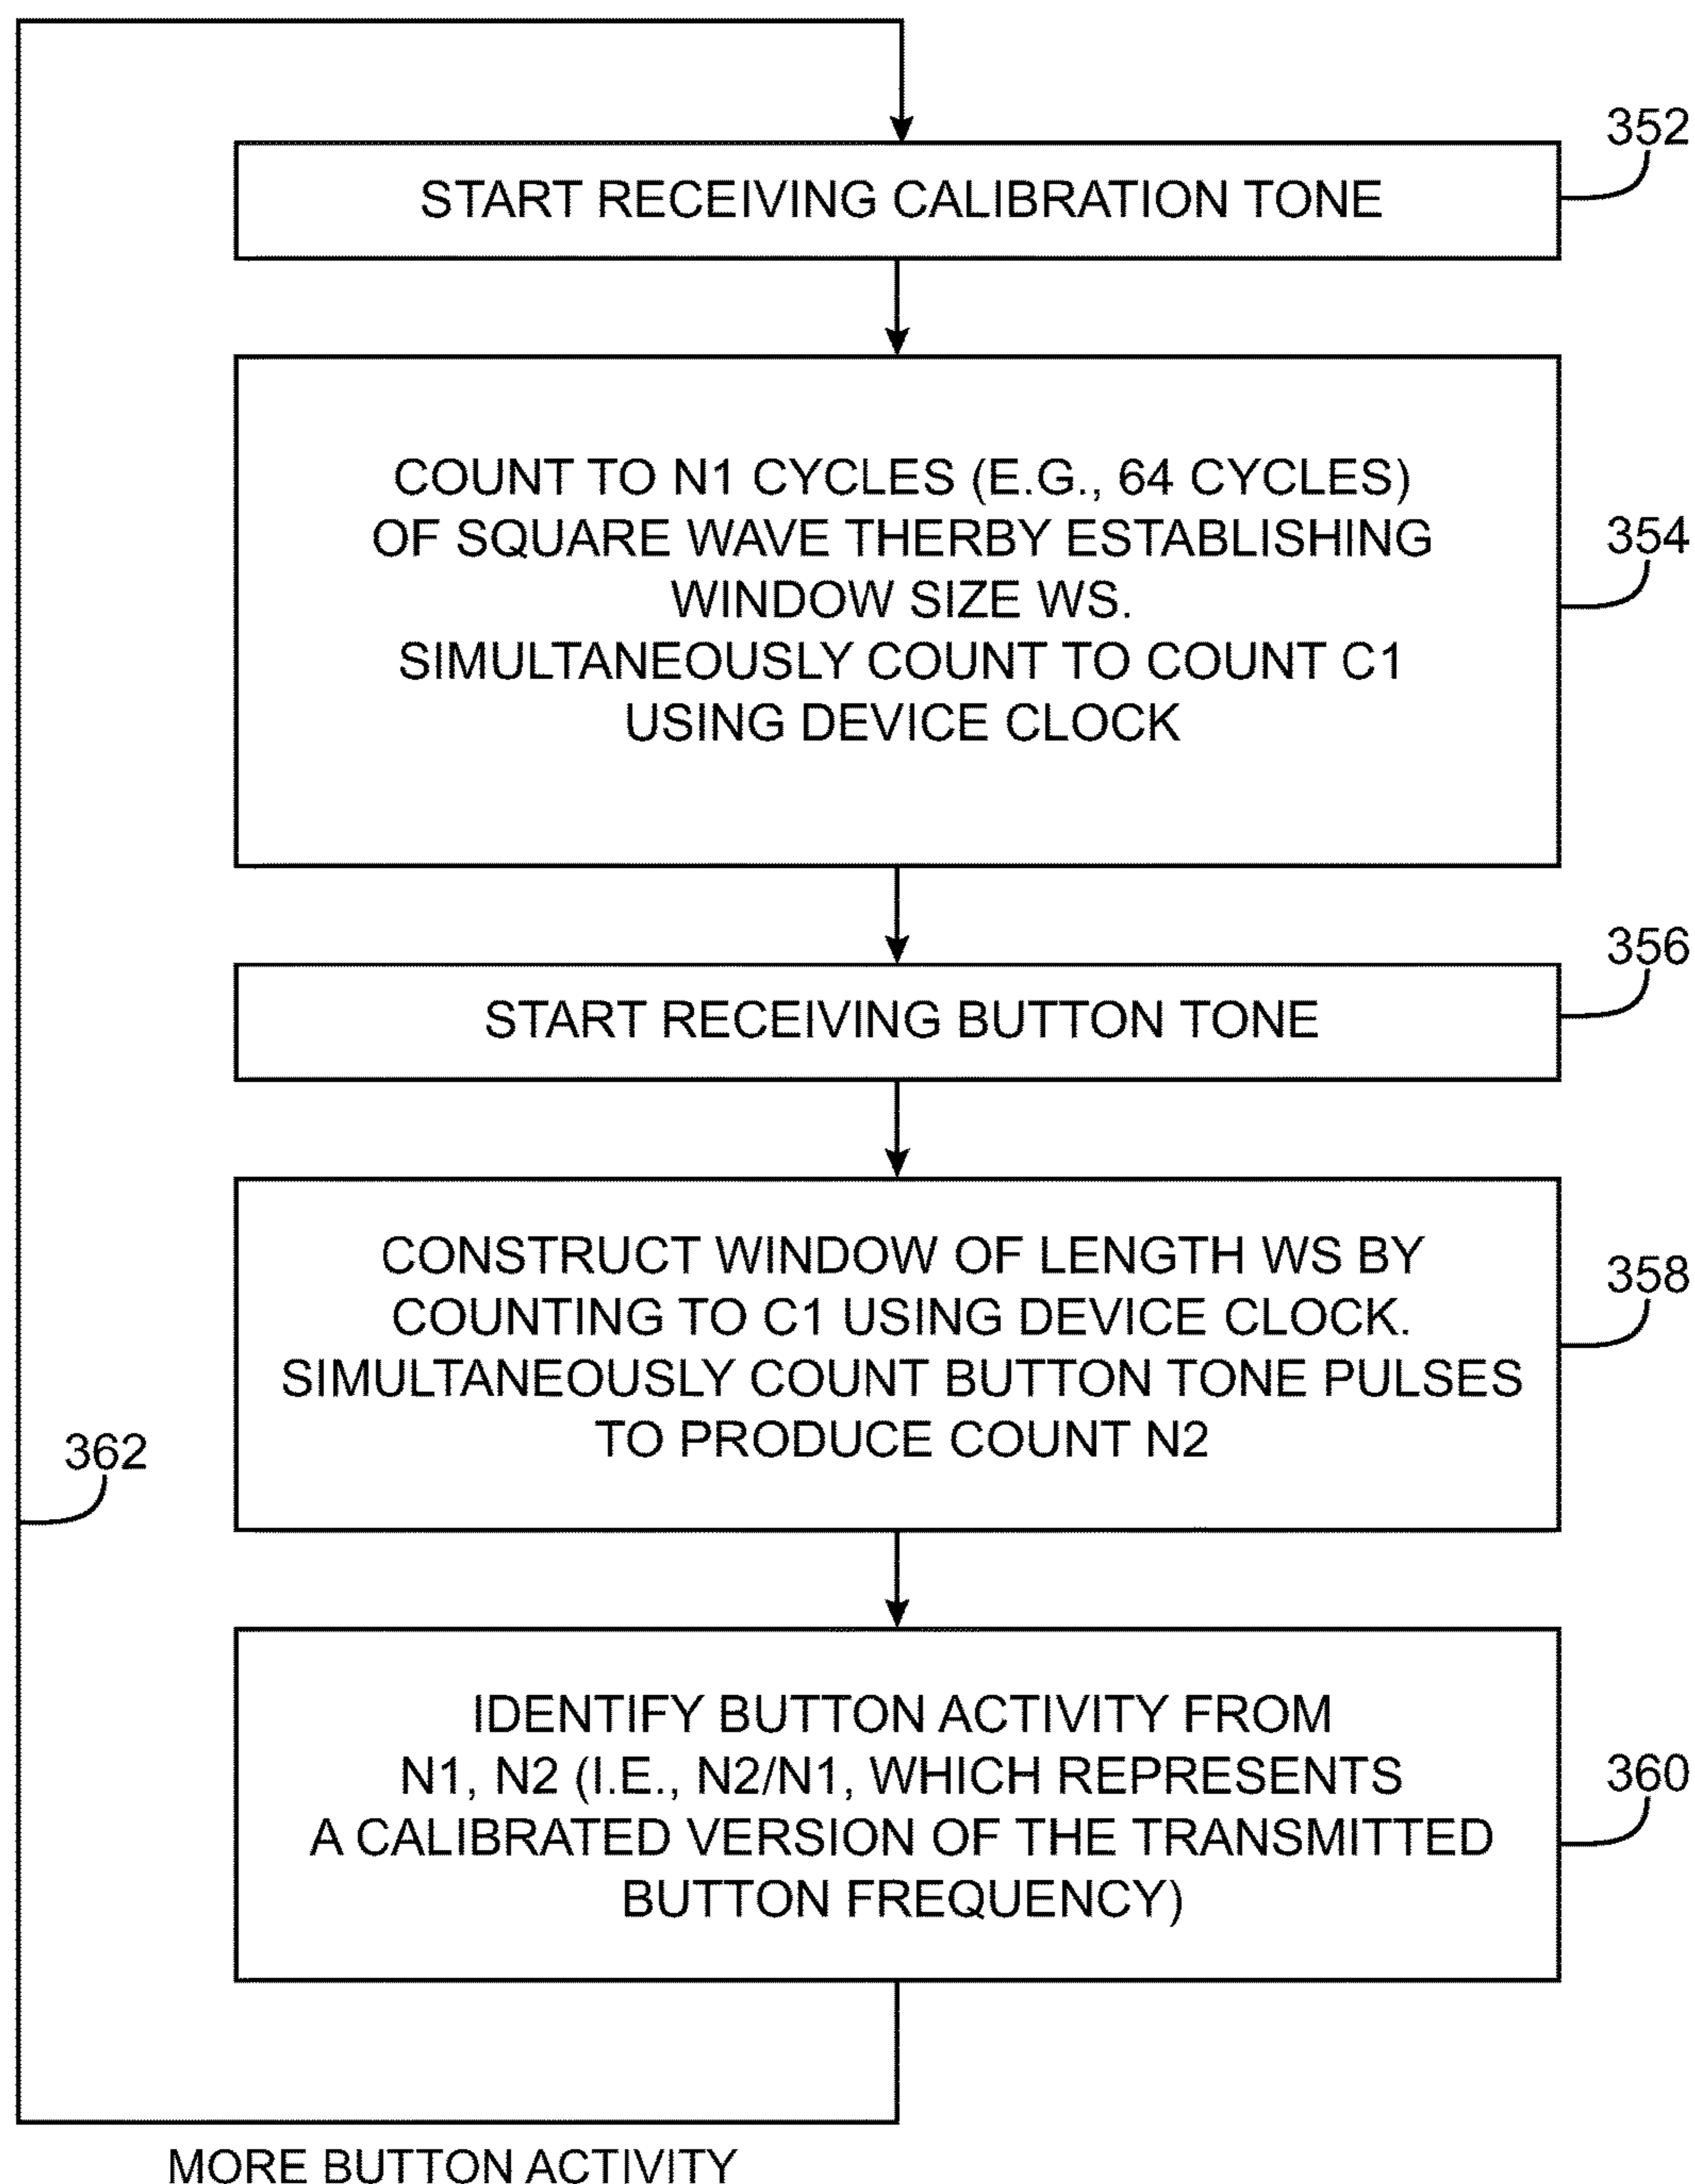 352
START RECEIVING CALIBRATION TONE
COUNT TO N1 CYCLES (E.G., 64 CYCLES)
OF SQUARE WAVE THERBY ESTABLISHING
WINDOW SIZE WS.
SIMULTANEOUSLY COUNT TO COUNT C1
USING DEVICE CLOCK
354
356
START RECEIVING BUTTON TONE
CONSTRUCT WINDOW OF LENGTH WS BY
COUNTING TO C1 USING DEVICE CLOCK.
SIMULTANEOUSLY COUNT BUTTON TONE PULSES
TO PRODUCE COUNT N2
358
362
IDENTIFY BUTTON ACTIVITY FROM
N1, N2 (I.E., N2/N1, WHICH REPRESENTS
A CALIBRATED VERSION OF THE TRANSMITTED
BUTTON FREQUENCY)
360
MORE BUTTON ACTIVITY